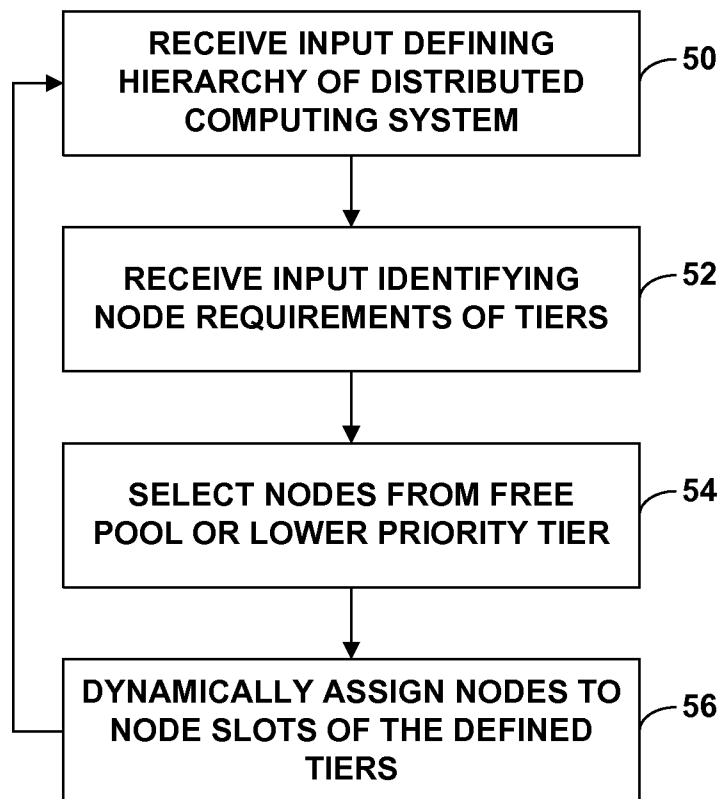 RECEIVE INPUT DEFINING
HIERARCHY OF DISTRIBUTED
COMPUTING SYSTEM
50
RECEIVE INPUT IDENTIFYING
NODE REQUIREMENTS OF TIERS
52
SELECT NODES FROM FREE
POOL OR LOWER PRIORITY TIER
54
DYNAMICALLY ASSIGN NODES TO
NODE SLOTS OF THE DEFINED
TIERS
56